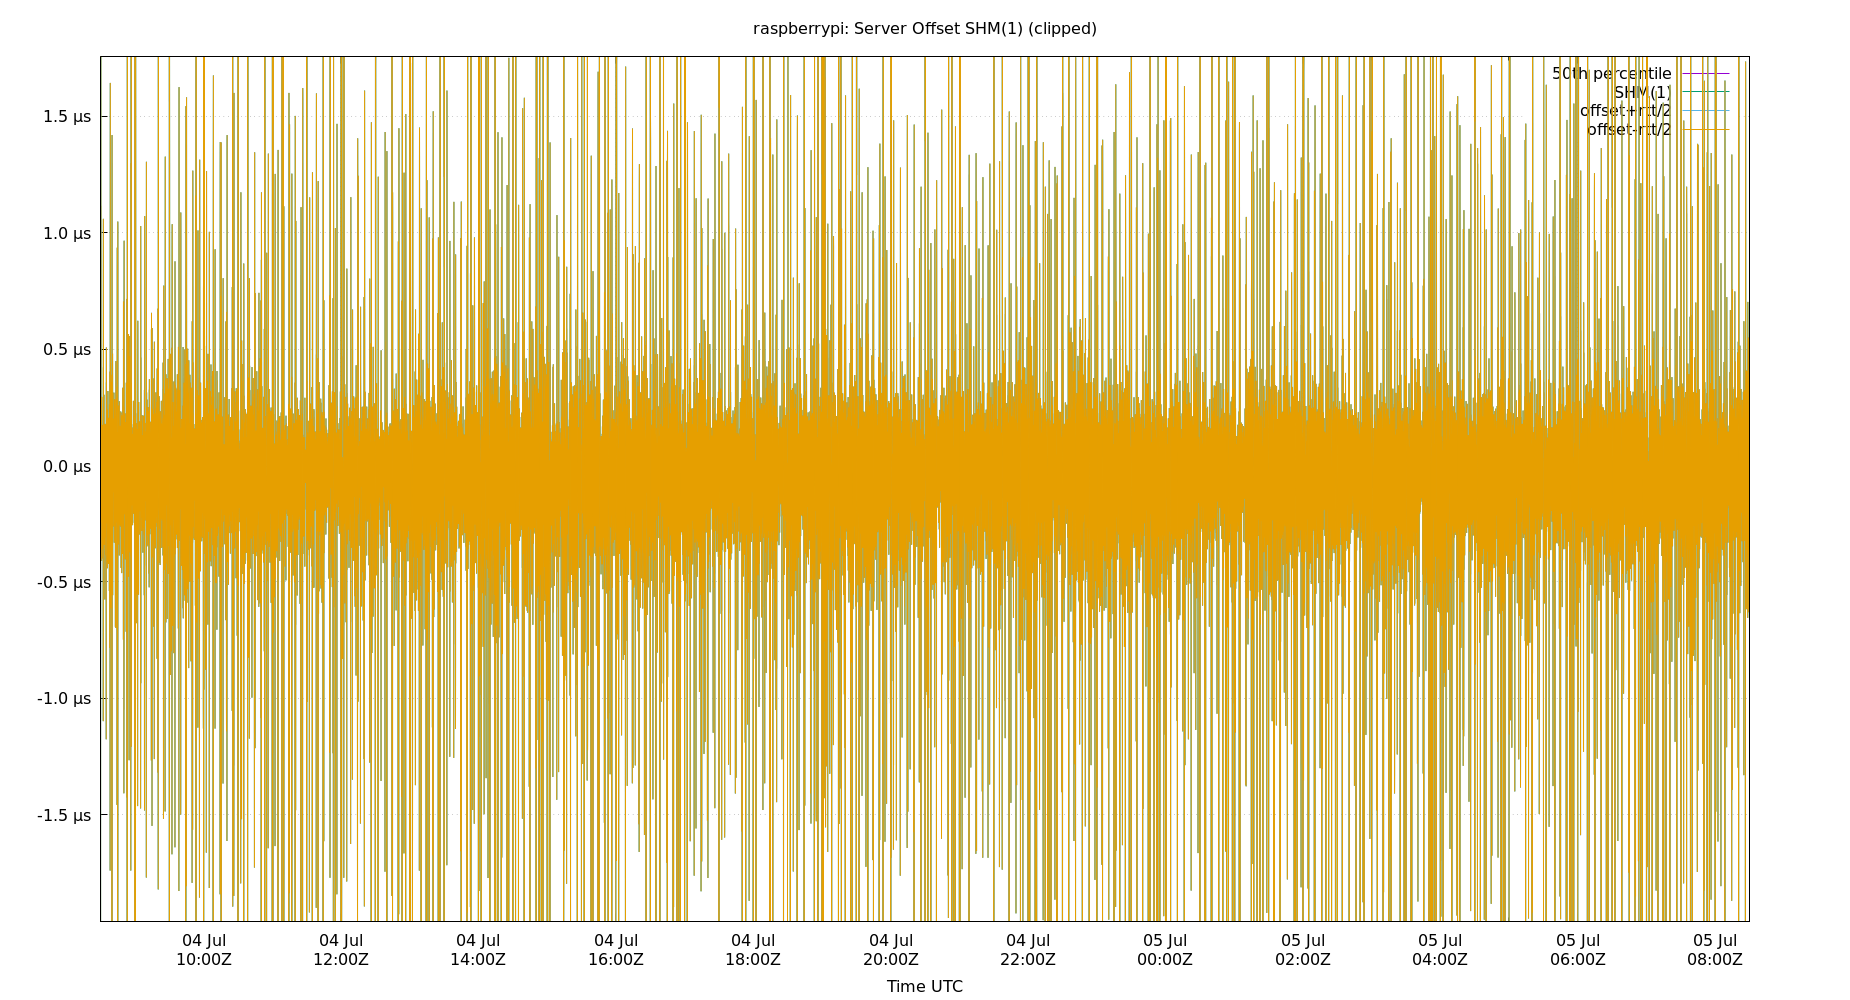 raspberrypi: Server Offset SHM(1) (clipped)
50th percentile
SHM(1)
offset+rtt/2
offset-rtt/2
1.5 µs
1.0 µs
0.5 µs
0.0 µs
-0.5 µs
-1.0 µs
-1.5 µs
04 Jul 04 Jul 04 Jul 04 Jul 04 Jul 04 Jul 04 Jul 05 Jul 05 Jul 05 Jul 05 Jul 05 Jul
10:00Z 12:00Z 14:00Z 16:00Z 18:00Z 20:00Z 22:00Z 00:00Z 02:00Z 04:00Z 06:00Z 08:00Z
Time UTC